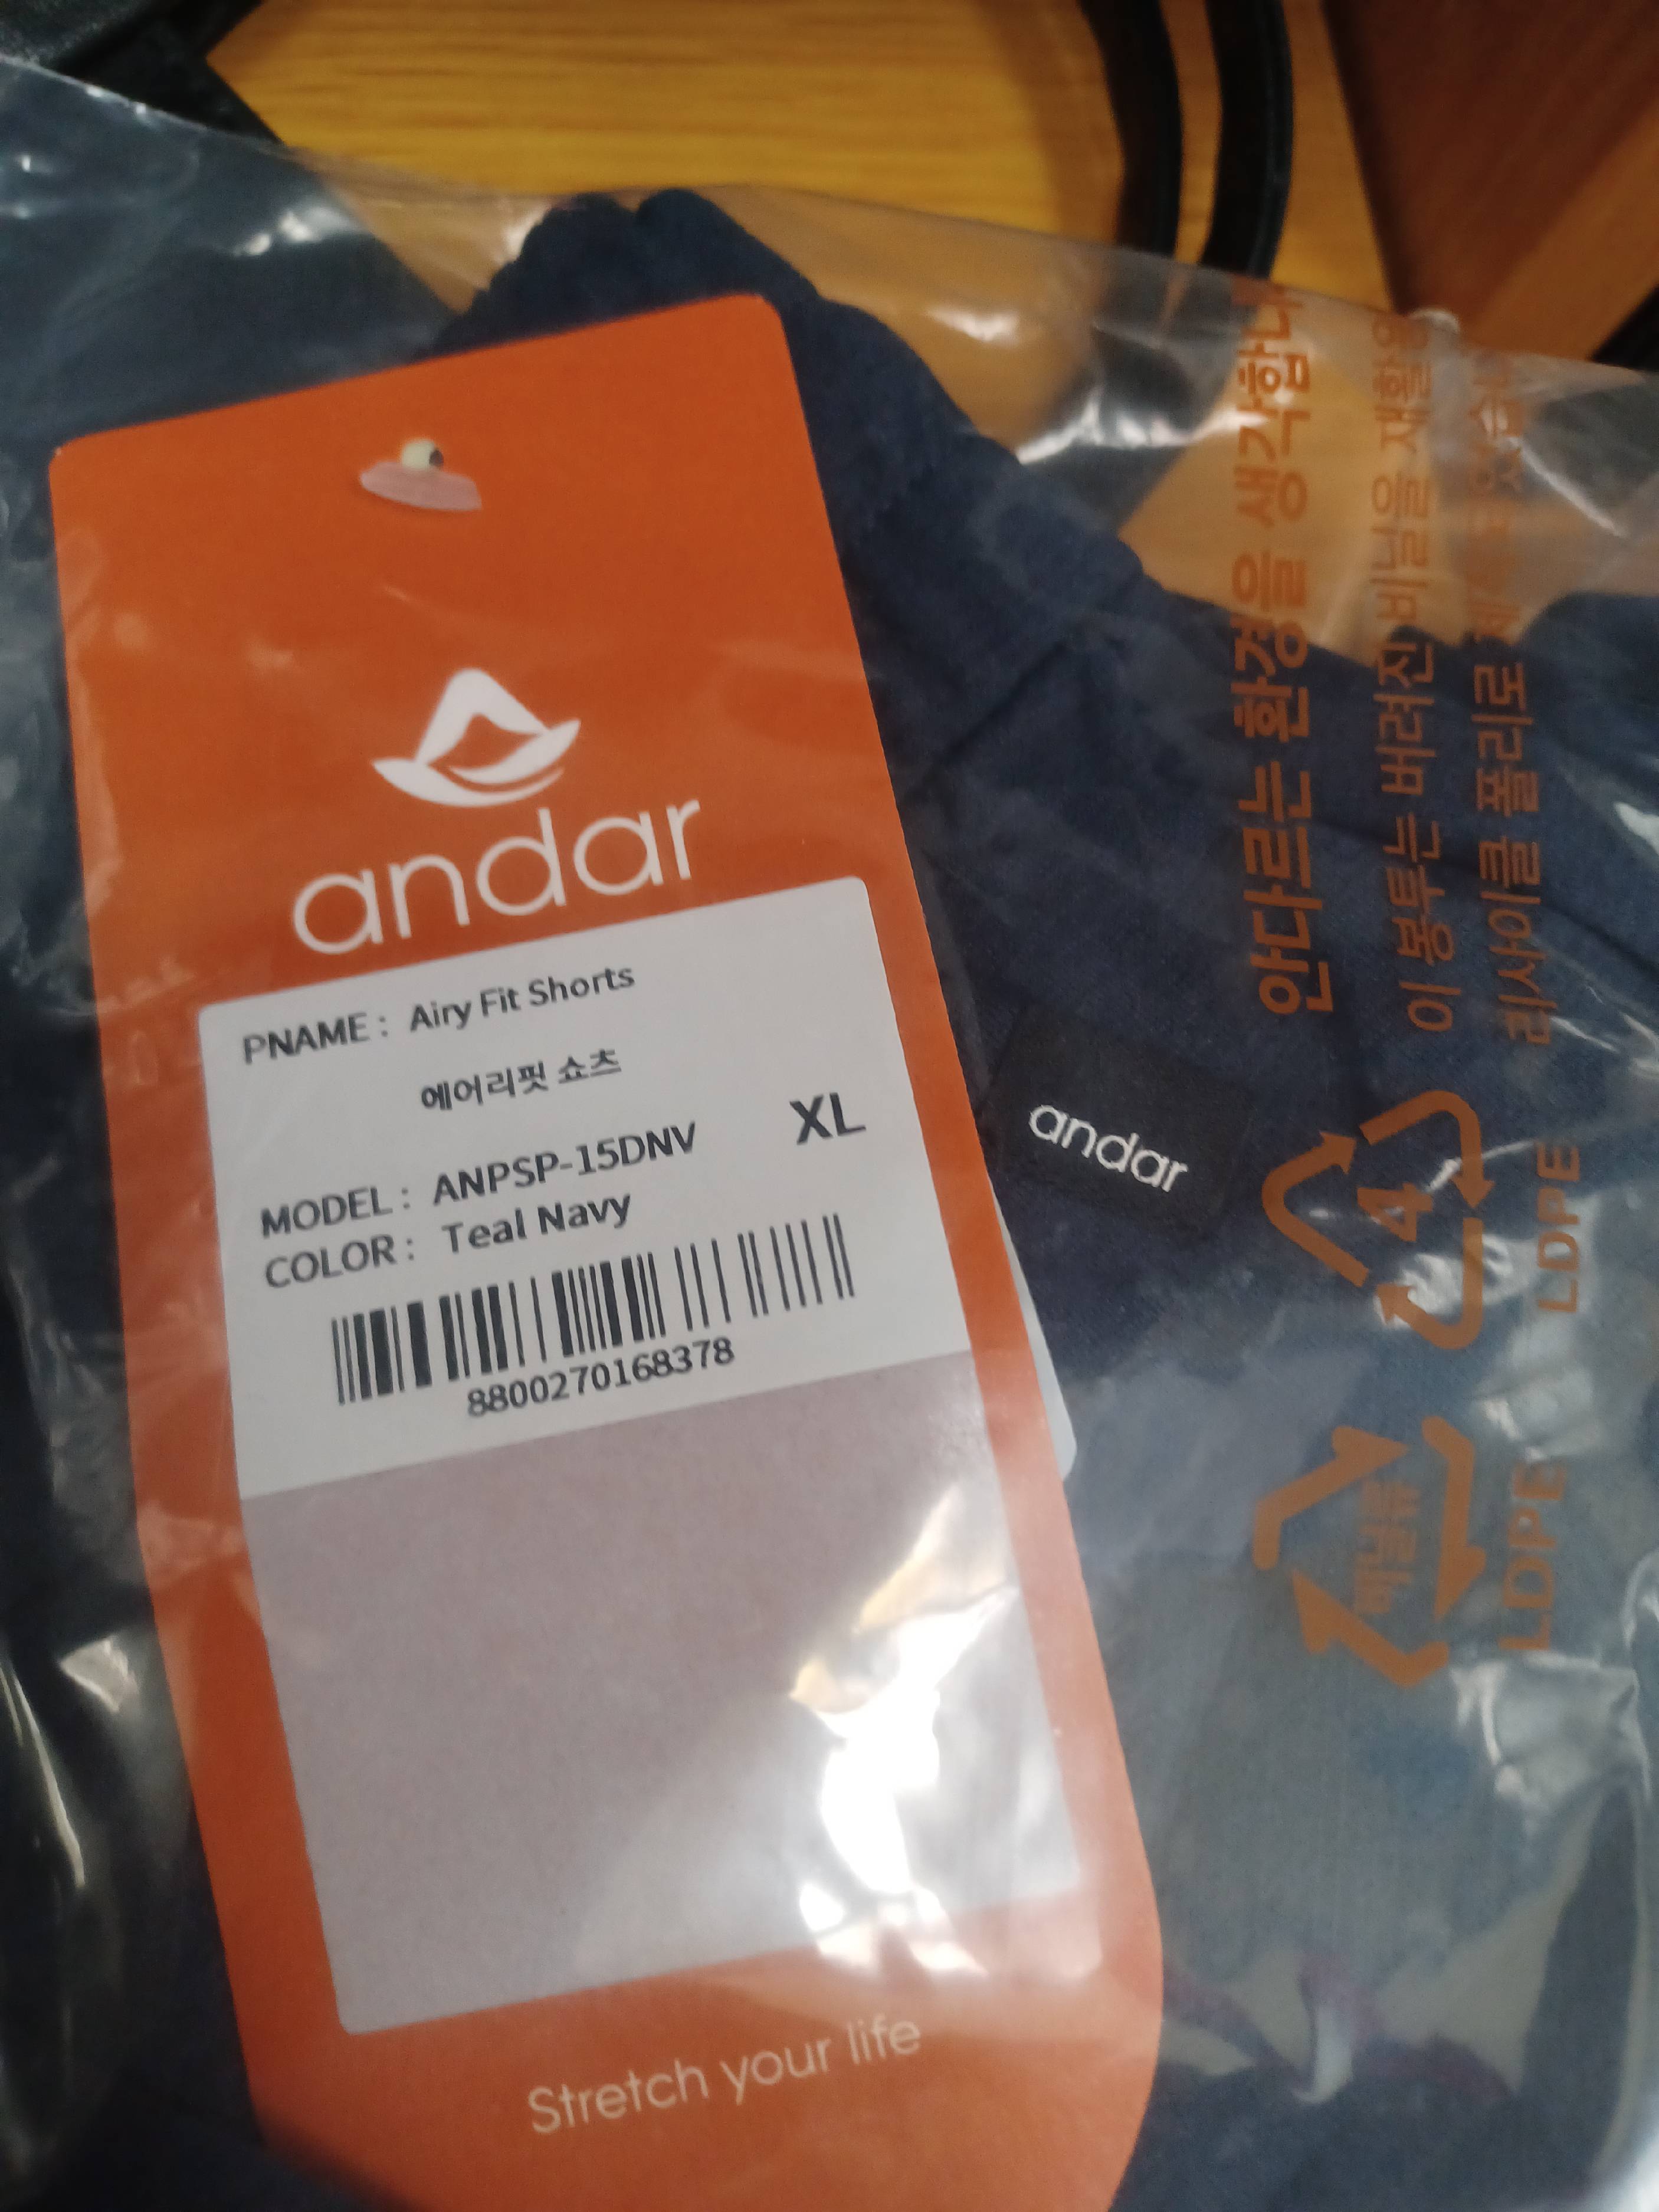 andar
PNAME : Airy Fit Shorts
에어리핏 쇼츠
XL
MODEL : ANPSP-15DNV
COLOR : Teal Navy
8800270168378
Stretch your life
andar
안다르는 환경을 생각합니
이 봉투는 버려진 비닐을 재활용
리사이클 폴리로
4
LDPE
비닐류
LDPE